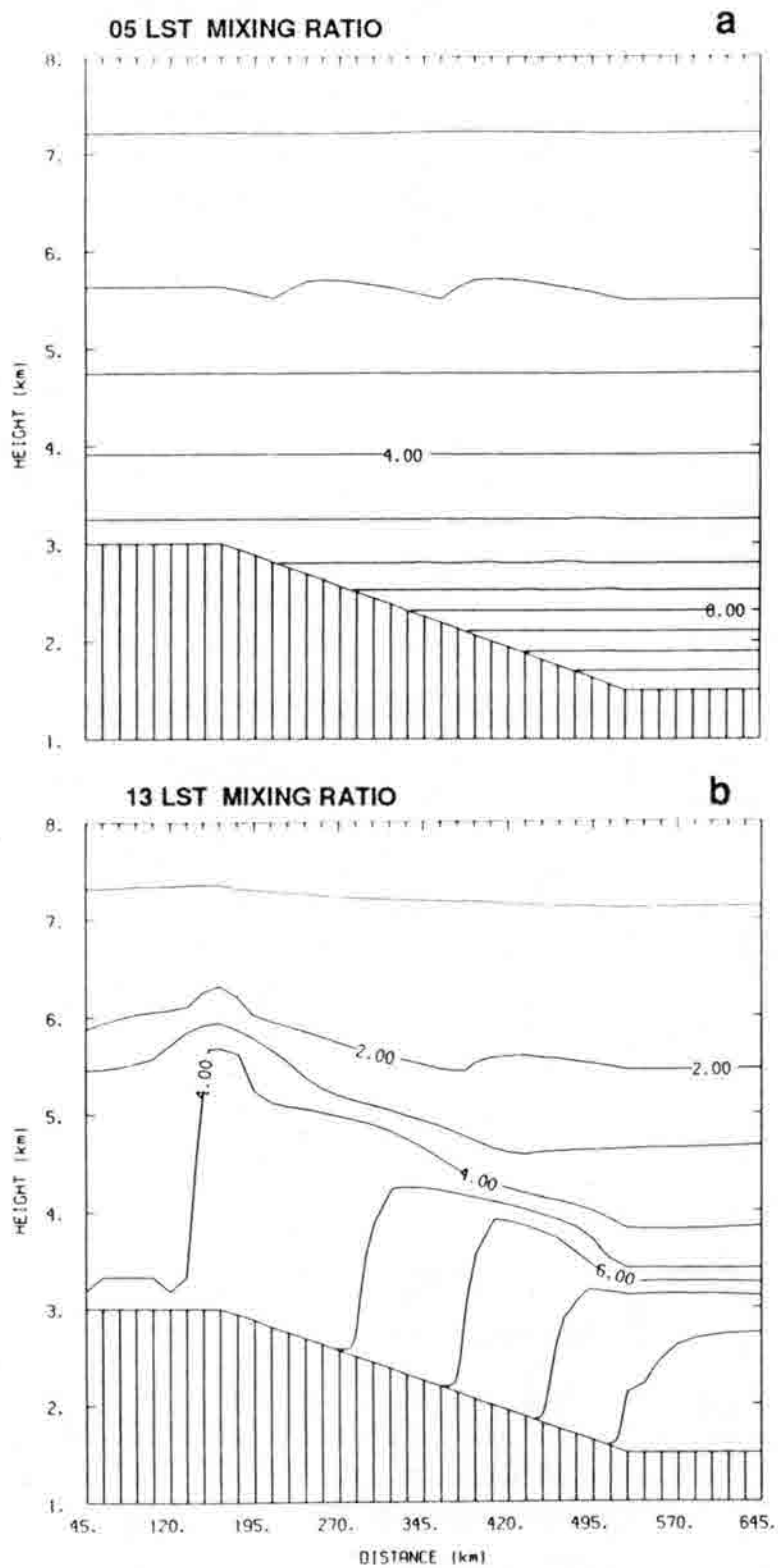 05 LST MIXING RATIO
a
8.
7.
6.
5.
4.
3.
2.
1.
HEIGHT (km)
4.00
8.00
13 LST MIXING RATIO
b
8.
7.
6.
5.
4.
3.
2.
1.
HEIGHT (km)
2.00
2.00
4.00
4.00
6.00
45. 120. 195. 270. 345. 420. 495. 570. 645.
DISTANCE (km)